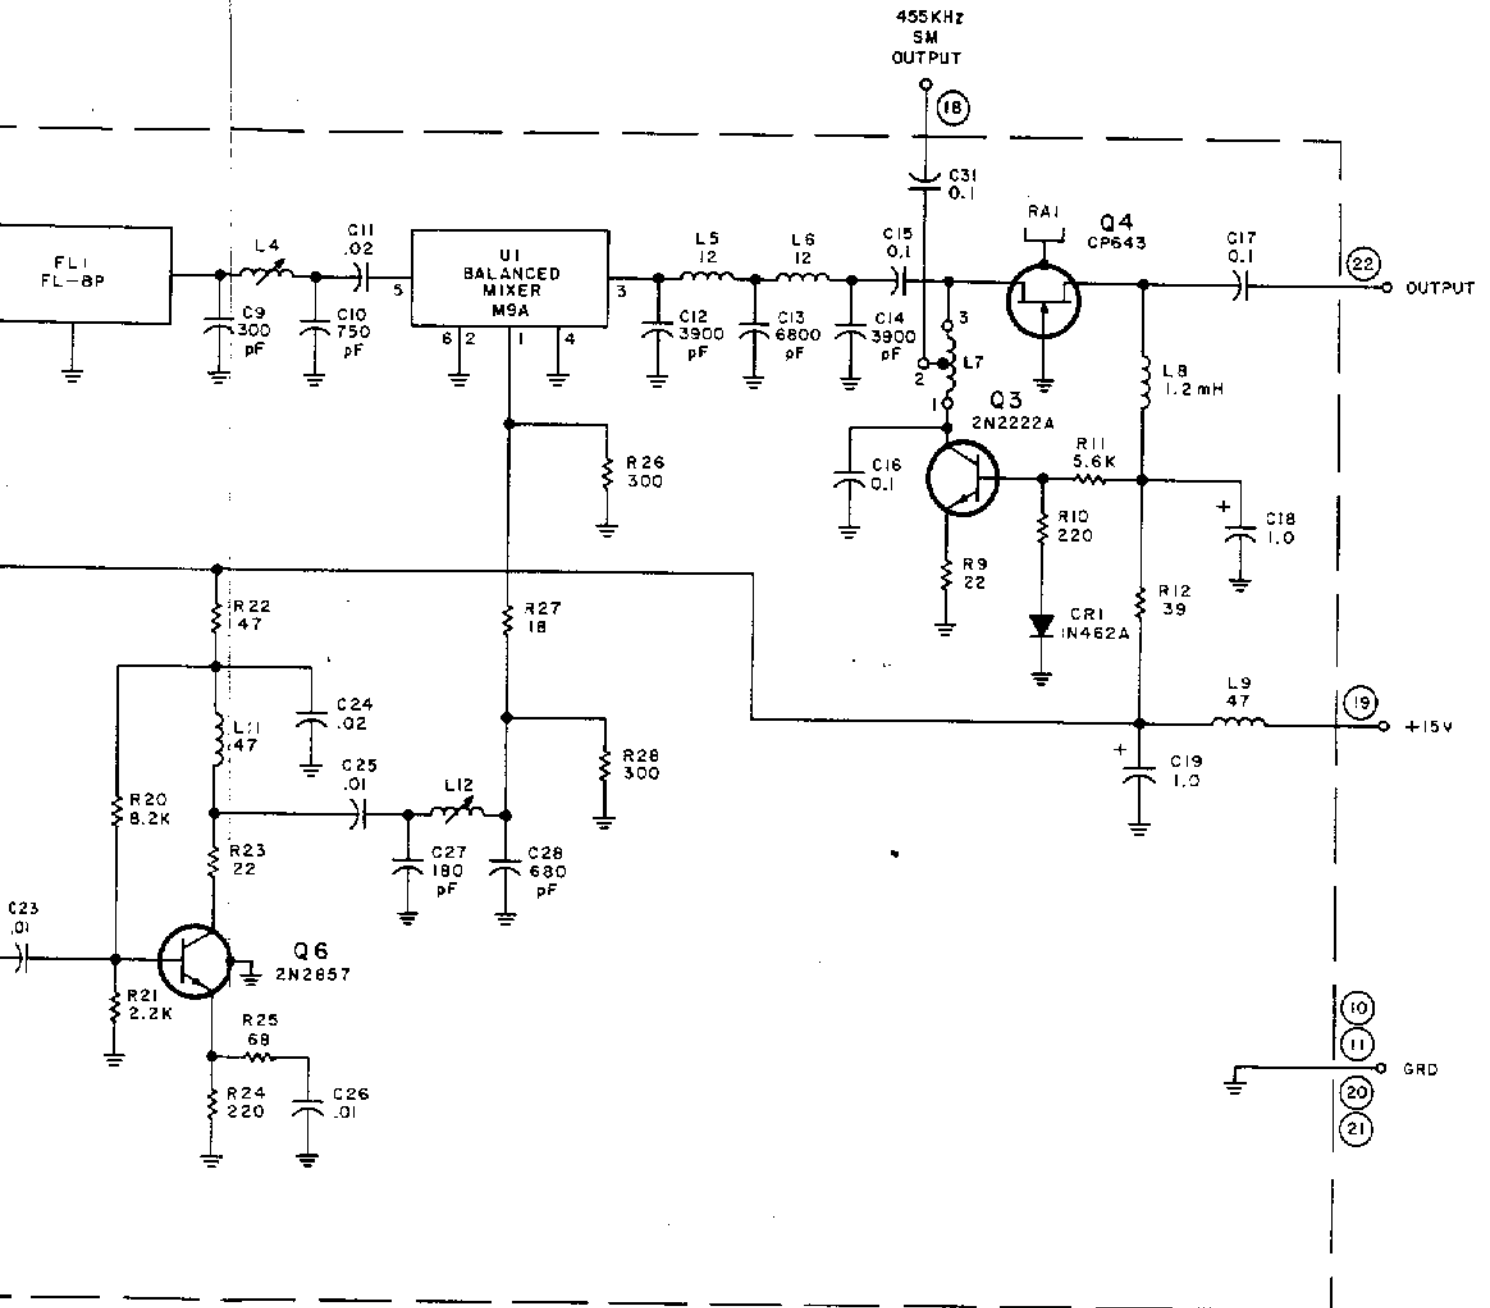 455KHz
SM
OUTPUT
18
C31
0.1
RA1
Q4
CP643
C17
0.1
22
OUTPUT
C15
0.1
FL1
FL-8P
L4
C11
.02
U1
BALANCED
MIXER
M9A
5
3
6
2
1
4
L5
12
L6
12
C9
300
pF
C10
750
pF
C12
3900
pF
C13
6800
pF
C14
3900
pF
3
2
L7
1
Q3
2N2222A
L8
1.2mH
R11
5.6K
C16
0.1
R26
300
R10
220
+
C18
1.0
R9
22
CR1
1N462A
R12
39
R22
47
R27
18
L9
47
19
+15V
C24
.02
L11
47
C25
.01
L12
R28
300
+
C19
1.0
R20
8.2K
R23
22
C27
180
pF
C28
680
pF
C23
.01
Q6
2N2857
R21
2.2K
R25
68
R24
220
C26
.01
10
11
GRD
20
21